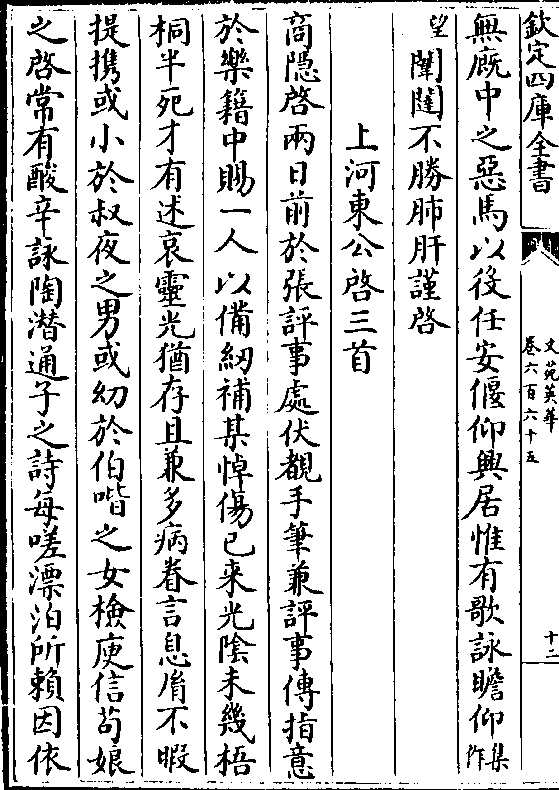 欽定四庫全書
文苑英華
卷六百六十五
十二
無廐中之惡馬以役任安偃仰興居惟有歌詠瞻仰集作
望闈闥不勝肺肝謹啓
上河東公啓三首
商隱啓兩日前於張評事處伏覩手筆兼評事傳指意
於樂籍中賜一人以備紉補某悼傷已來光陰未幾梧
桐半死才有述哀靈光猶存且兼多病眷言息胤不暇
提攜或小於叔夜之男或幼於伯喈之女檢庾信荀娘
之啓常有酸辛詠陶潛通子之詩每嗟漂泊所賴因依